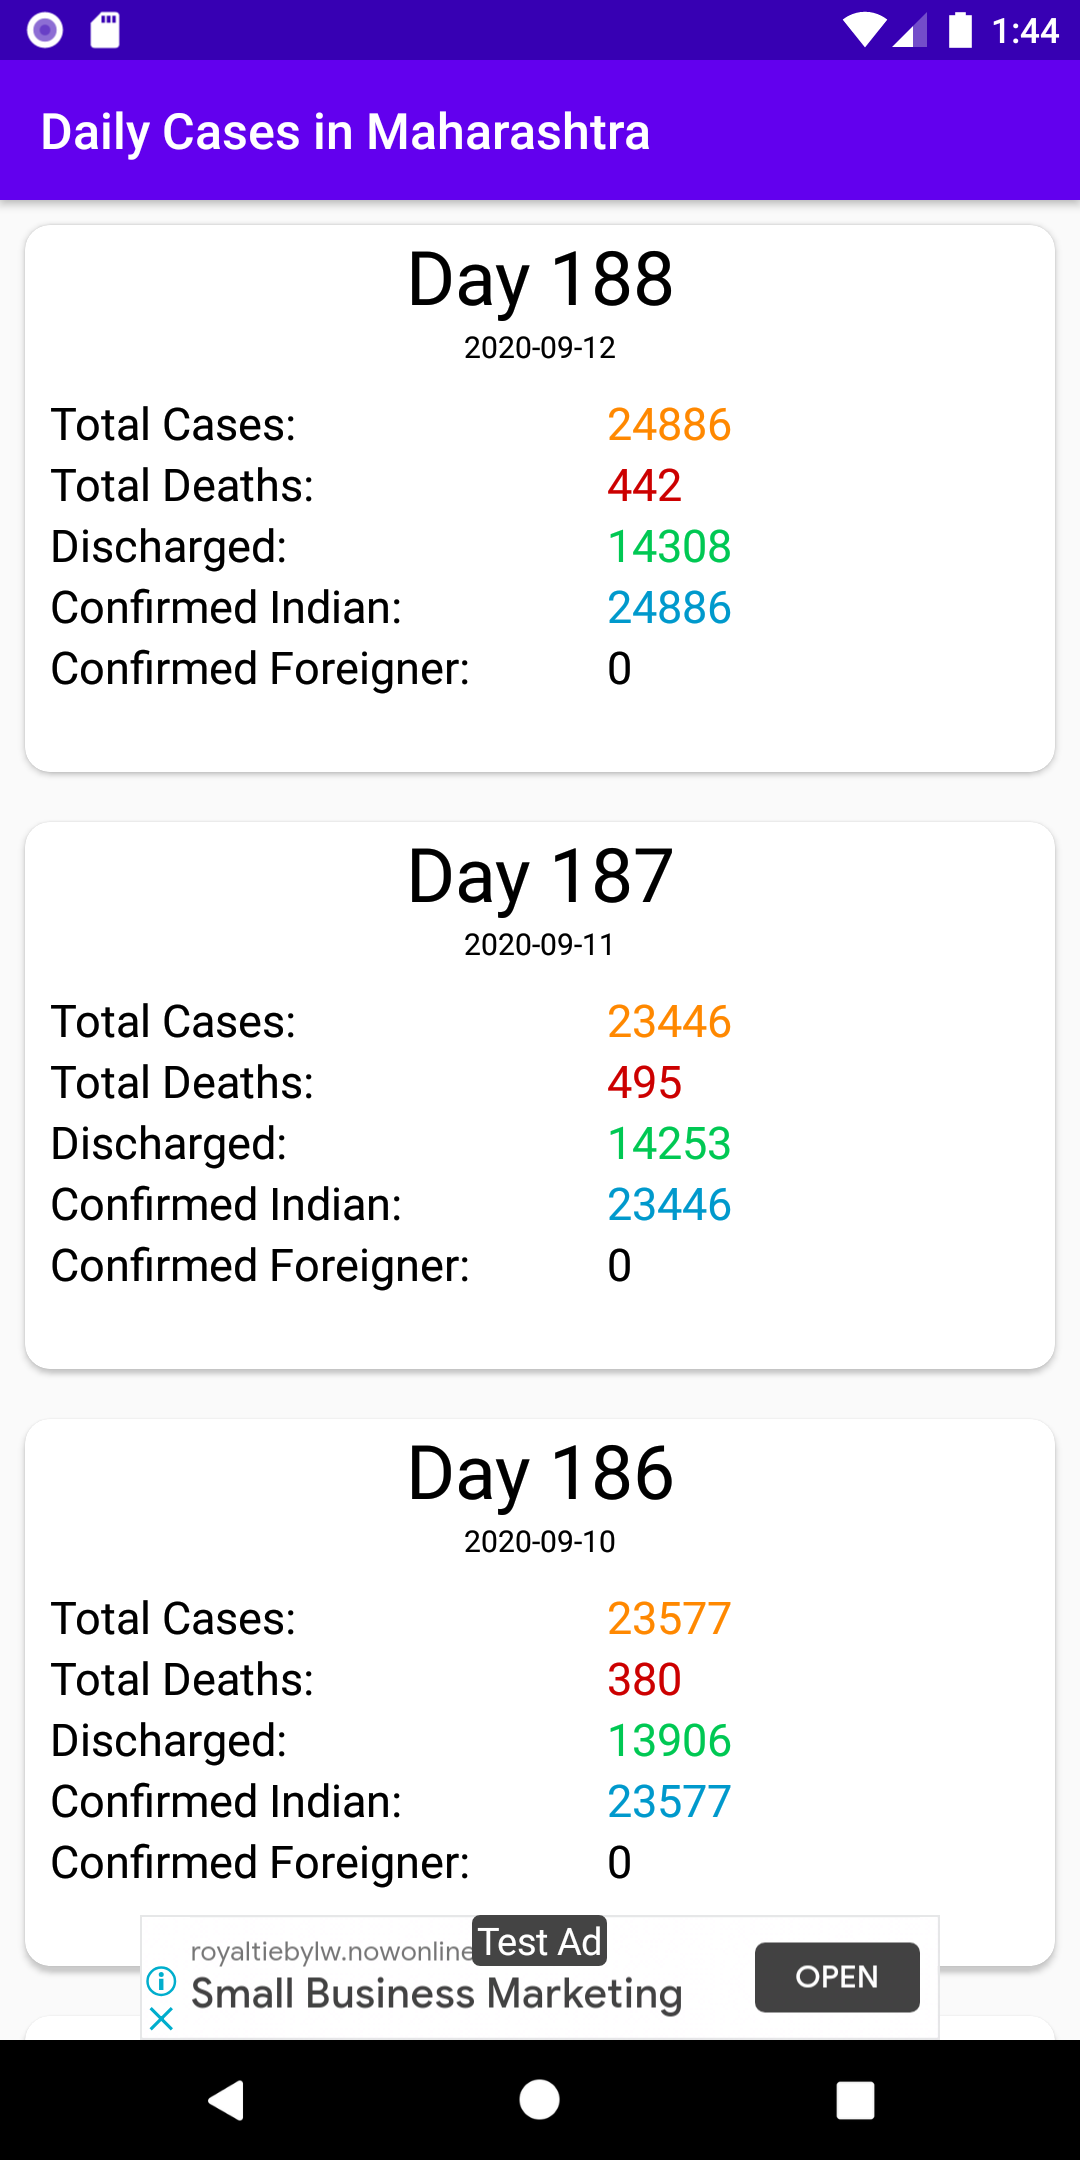 1:44
Daily Cases in Maharashtra
Day 188
2020-09-12
Total Cases: 24886
Total Deaths: 442
Discharged: 14308
Confirmed Indian: 24886
Confirmed Foreigner: 0
Day 187
2020-09-11
Total Cases: 23446
Total Deaths: 495
Discharged: 14253
Confirmed Indian: 23446
Confirmed Foreigner: 0
Day 186
2020-09-10
Total Cases: 23577
Total Deaths: 380
Discharged: 13906
Confirmed Indian: 23577
Confirmed Foreigner: 0
Test Ad
royaltiebylw.nowonline
Small Business Marketing
OPEN